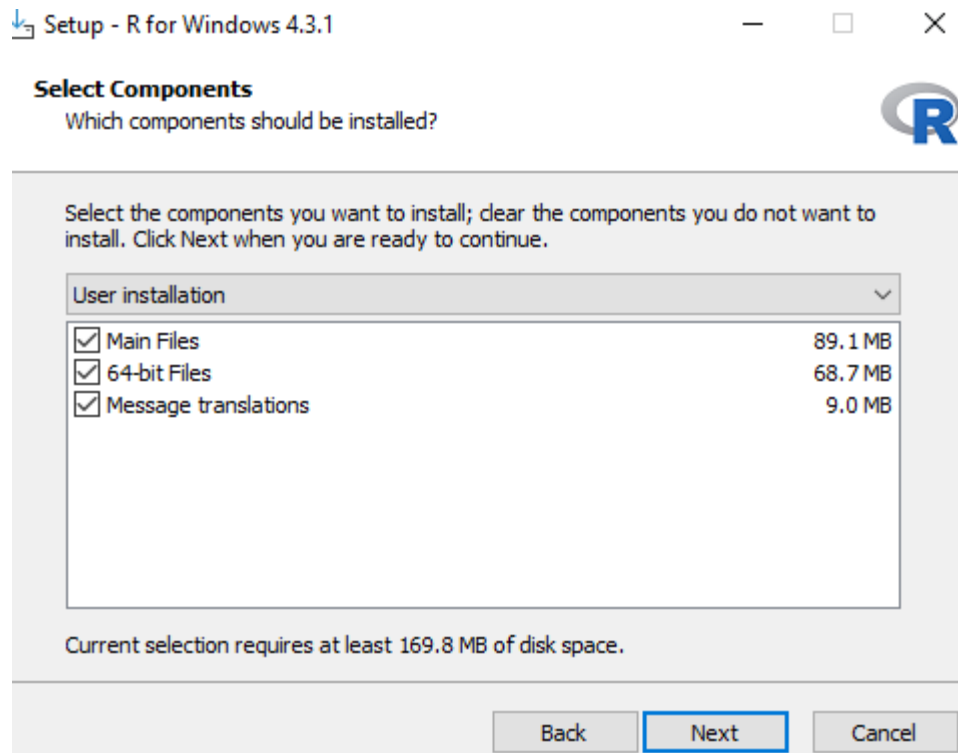 Setup - R for Windows 4.3.1
Select Components
Which components should be installed?
R
Select the components you want to install; clear the components you do not want to
install. Click Next when you are ready to continue.
User installation
Main Files 89.1 MB
64-bit Files 68.7 MB
Message translations 9.0 MB
Current selection requires at least 169.8 MB of disk space.
Back Next Cancel